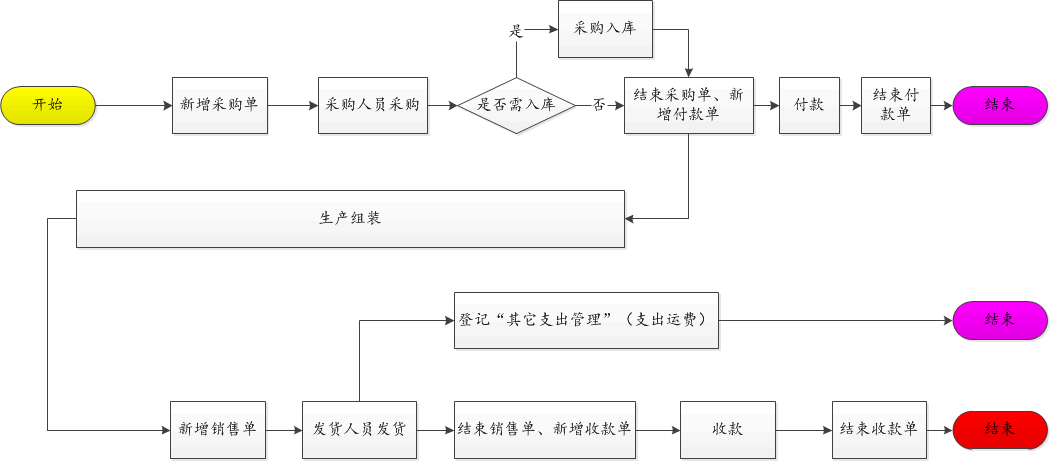 是
采购入库
开始
新增采购单
采购人员采购
是否需入库
否
结束采购单、新
增付款单
付款
结束付
款单
结束
生产组装
登记“其它支出管理”（支出运费）
结束
新增销售单
发货人员发货
结束销售单、新增收款单
收款
结束收款单
结束